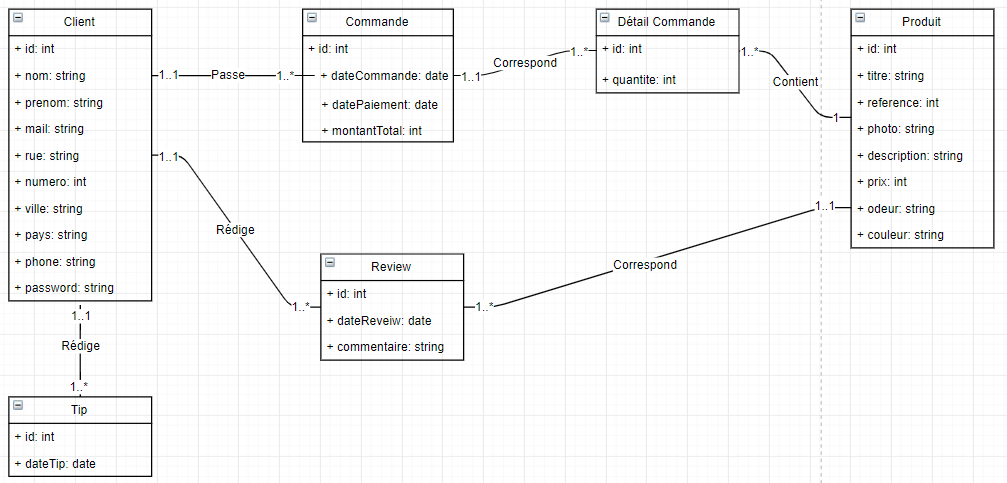 Client
+ id: int
+ nom: string
+ prenom: string
+ mail: string
+ rue: string
+ numero: int
+ ville: string
+ pays: string
+ phone: string
+ password: string
1..1
Passe
1..*
Commande
+ id: int
+ dateCommande: date
+ datePaiement: date
+ montantTotal: int
1..1
Correspond
1..*
Détail Commande
+ id: int
+ quantite: int
1..*
Contient
1
Produit
+ id: int
+ titre: string
+ reference: int
+ photo: string
+ description: string
+ prix: int
+ odeur: string
+ couleur: string
1..1
Rédige
1..*
Review
+ id: int
+ dateReveiw: date
+ commentaire: string
1..*
Correspond
1..1
1..1
Rédige
1..*
Tip
+ id: int
+ dateTip: date